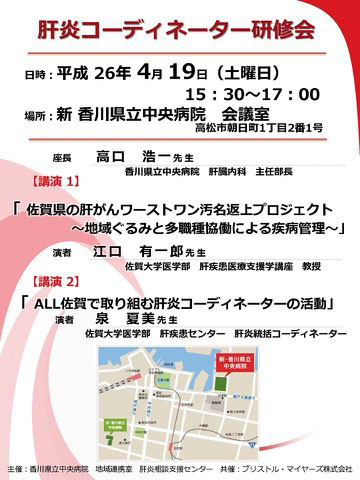 肝炎コーディネーター研修会
日時：平成 26年 4月 19日（土曜日）
15：30～17：00
場所：新 香川県立中央病院 会議室
高松市朝日町1丁目2番1号
座長 高口 浩一先生
香川県立中央病院 肝臓内科 主任部長
【講演 1】
「 佐賀県の肝がんワーストワン汚名返上プロジェクト
～地域ぐるみと多職種協働による疾病管理～」
演者 江口 有一郎先生
佐賀大学医学部 肝疾患医療支援学講座 教授
【講演 2】
「 ALL佐賀で取り組む肝炎コーディネーターの活動」
演者 泉 夏美先生
佐賀大学医学部 肝疾患センター 肝炎統括コーディネーター
新・香川県立
中央病院
主催：香川県立中央病院 地域連携室 肝炎相談支援センター 共催：ブリストル・マイヤーズ株式会社